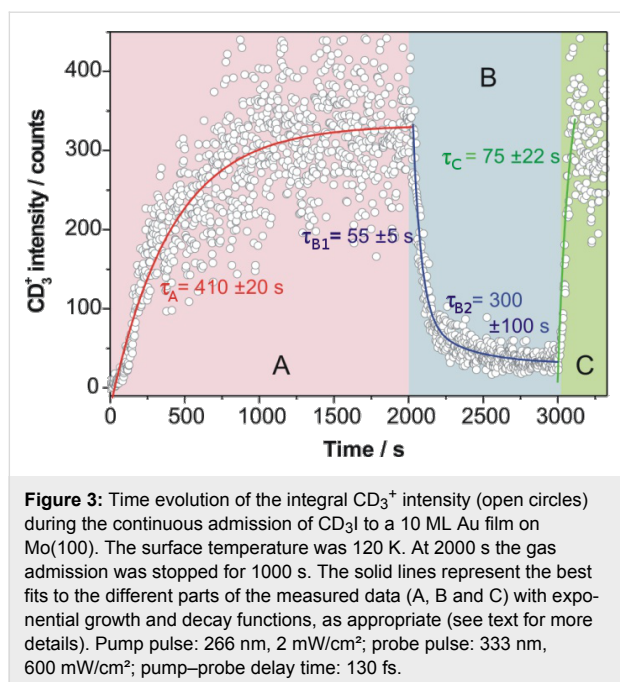 400
300
200
100
0
CD₃⁺ intensity / counts
B
τC = 75 ±22 s
τB1 = 55 ±5 s
τA = 410 ±20 s
τB2 = 300
±100 s
A
C
0 500 1000 1500 2000 2500 3000
Time / s
Figure 3: Time evolution of the integral CD₃⁺ intensity (open circles)
during the continuous admission of CD₃I to a 10 ML Au film on
Mo(100). The surface temperature was 120 K. At 2000 s the gas
admission was stopped for 1000 s. The solid lines represent the best
fits to the different parts of the measured data (A, B and C) with expo-
nential growth and decay functions, as appropriate (see text for more
details). Pump pulse: 266 nm, 2 mW/cm²; probe pulse: 333 nm,
600 mW/cm²; pump–probe delay time: 130 fs.